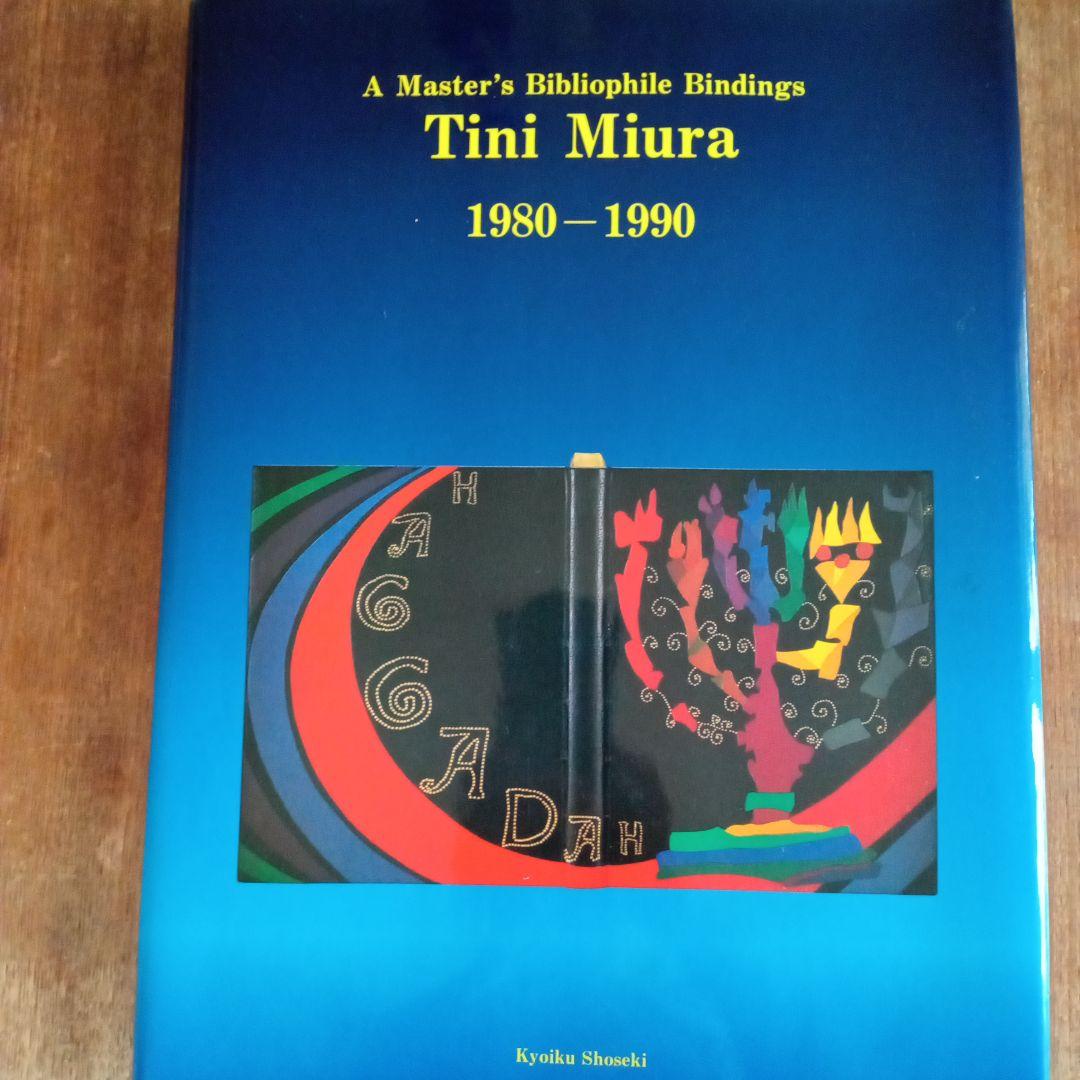 A Master's Bibliophile Bindings
Tini Miura
1980–1990
HAGGADAH
Kyoiku Shoseki